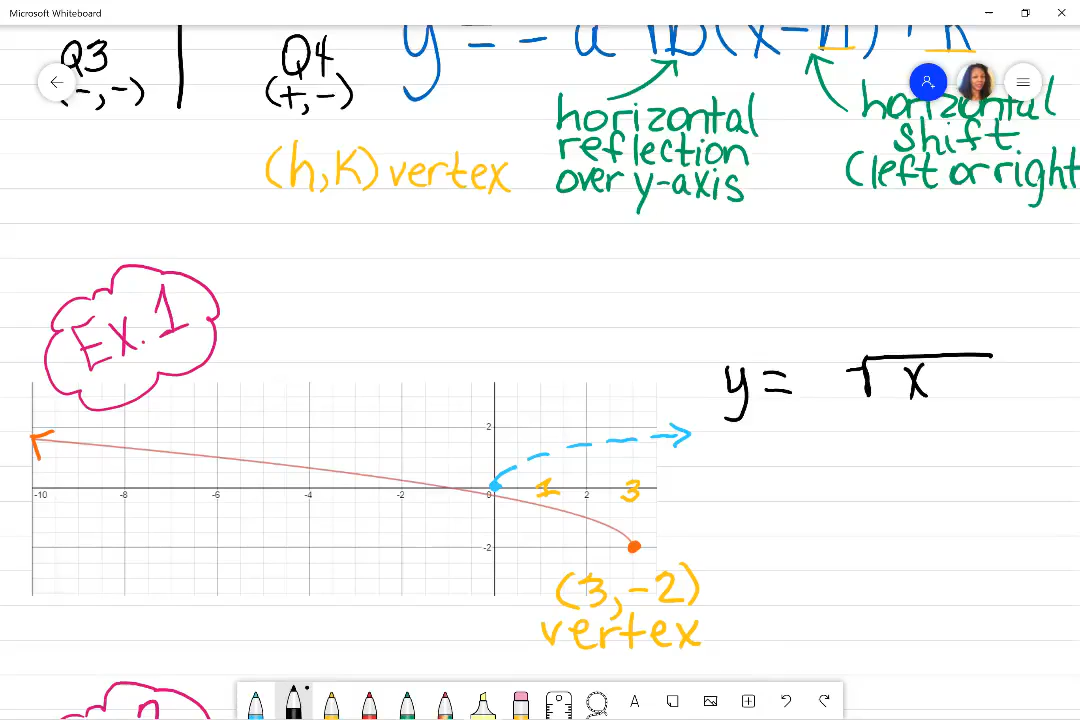 Microsoft Whiteboard
Q3
(-,-)
Q4
(+,-)
y = - a √b(x-h) + k
horizontal
reflection
over y-axis
horizontal
shift
(left or right
(h,k) vertex
Ex. 1
y = √x
2
-10 -8 -6 -4 -2 0 1 2 3
-2
(3,-2)
vertex
2
A